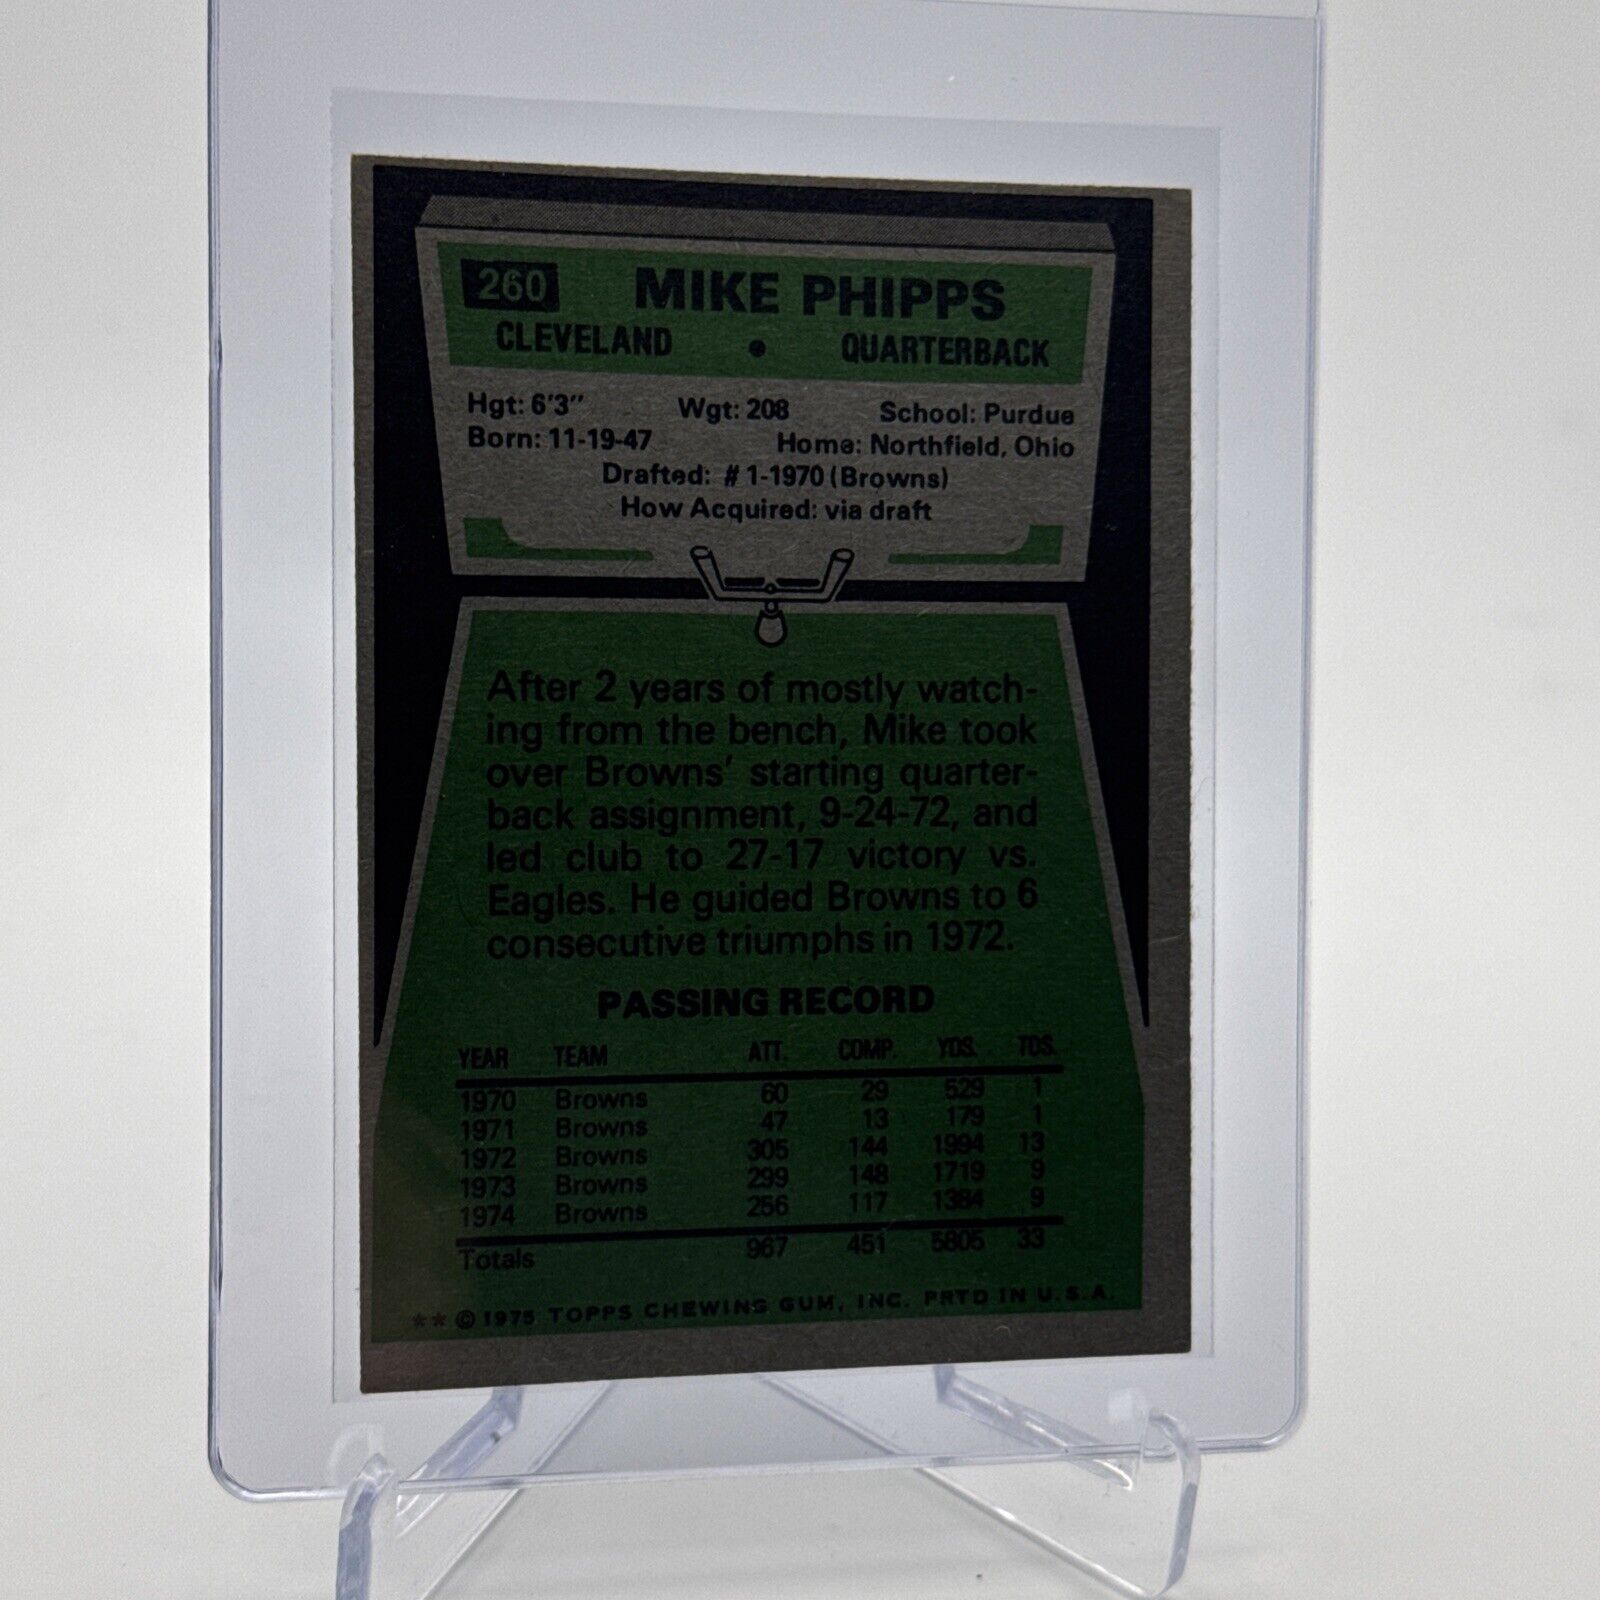 260 MIKE PHIPPS
CLEVELAND • QUARTERBACK
Hgt: 6'3" Wgt: 208 School: Purdue
Born: 11-19-47 Home: Northfield, Ohio
Drafted: #1-1970 (Browns)
How Acquired: via draft
After 2 years of mostly watch-
ing from the bench, Mike took
over Browns' starting quarter-
back assignment, 9-24-72, and
led club to 27-17 victory vs.
Eagles. He guided Browns to 6
consecutive triumphs in 1972.
PASSING RECORD
YEAR TEAM ATT. COMP. YDS. TDS.
1970 Browns 60 29 529 1
1971 Browns 47 13 179 1
1972 Browns 305 144 1994 13
1973 Browns 299 148 1719 9
1974 Browns 256 117 1384 9
Totals 967 451 5805 33
** © 1975 TOPPS CHEWING GUM, INC. PRTD IN U.S.A.